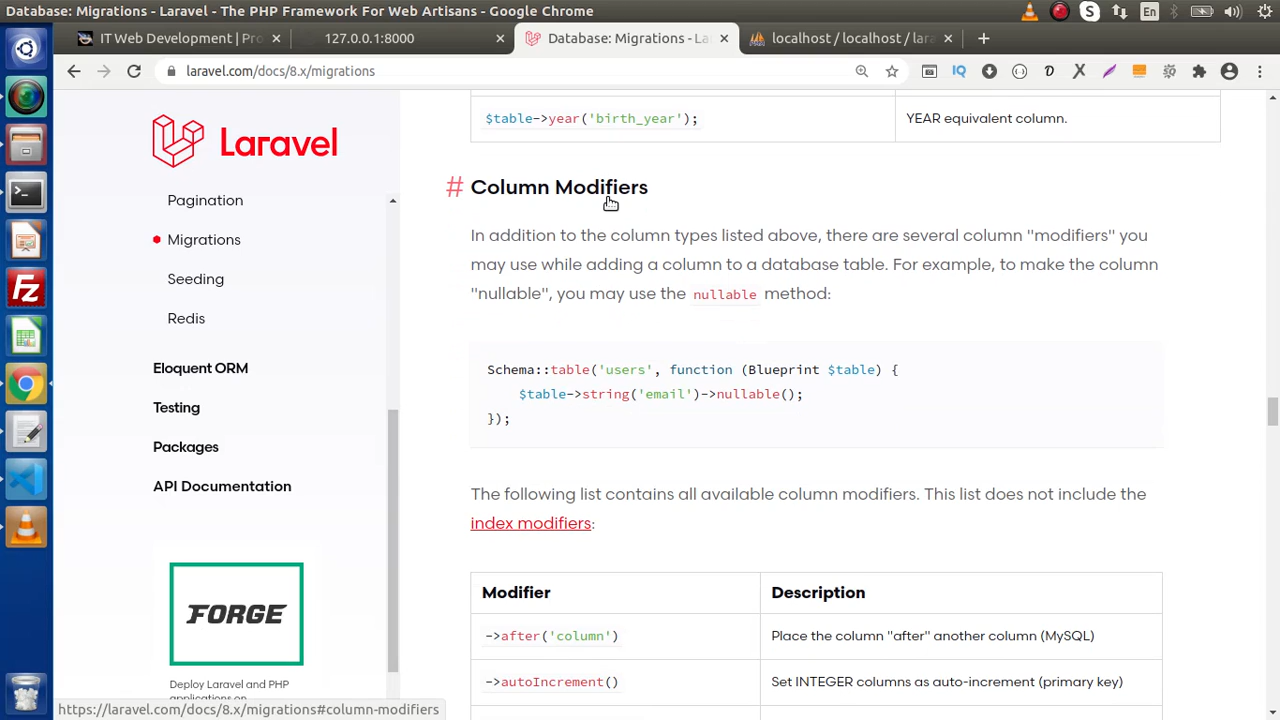 Database: Migrations - Laravel - The PHP Framework For Web Artisans - Google Chrome
En
IT Web Development | Pro
127.0.0.1:8000
Database: Migrations - La
localhost / localhost / lara
laravel.com/docs/8.x/migrations
IQ
Laravel
Pagination
Migrations
Seeding
Redis
Eloquent ORM
Testing
Packages
API Documentation
FORGE
Deploy Laravel and PHP
applications on
$table->year('birth_year');
YEAR equivalent column.
# Column Modifiers
In addition to the column types listed above, there are several column "modifiers" you
may use while adding a column to a database table. For example, to make the column
"nullable", you may use the nullable method:
Schema::table('users', function (Blueprint $table) {
$table->string('email')->nullable();
});
The following list contains all available column modifiers. This list does not include the
index modifiers:
Modifier
Description
->after('column')
Place the column "after" another column (MySQL)
->autoIncrement()
Set INTEGER columns as auto-increment (primary key)
https://laravel.com/docs/8.x/migrations#column-modifiers